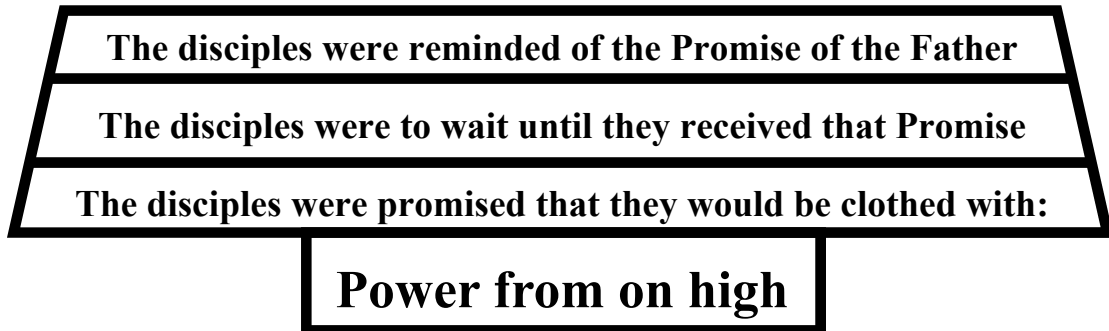 The disciples were reminded of the Promise of the Father
The disciples were to wait until they received that Promise
The disciples were promised that they would be clothed with:
Power from on high